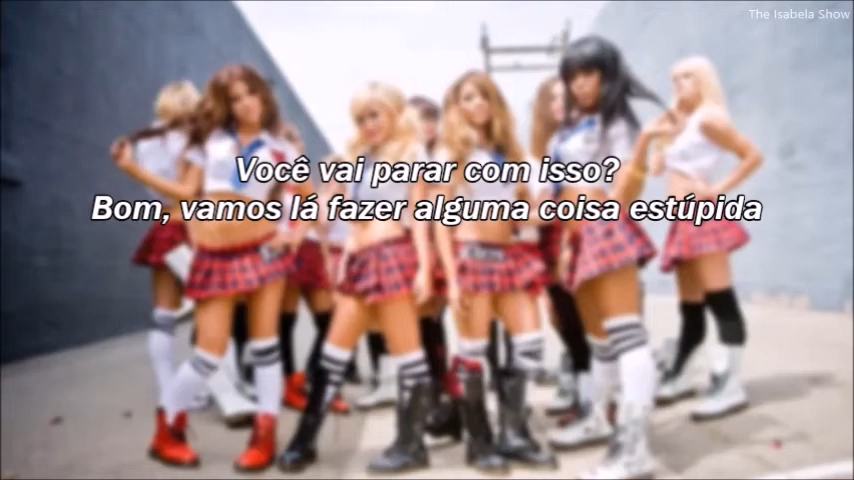 The Isabela Show
Você vai parar com isso?
Bom, vamos lá fazer alguma coisa estúpida